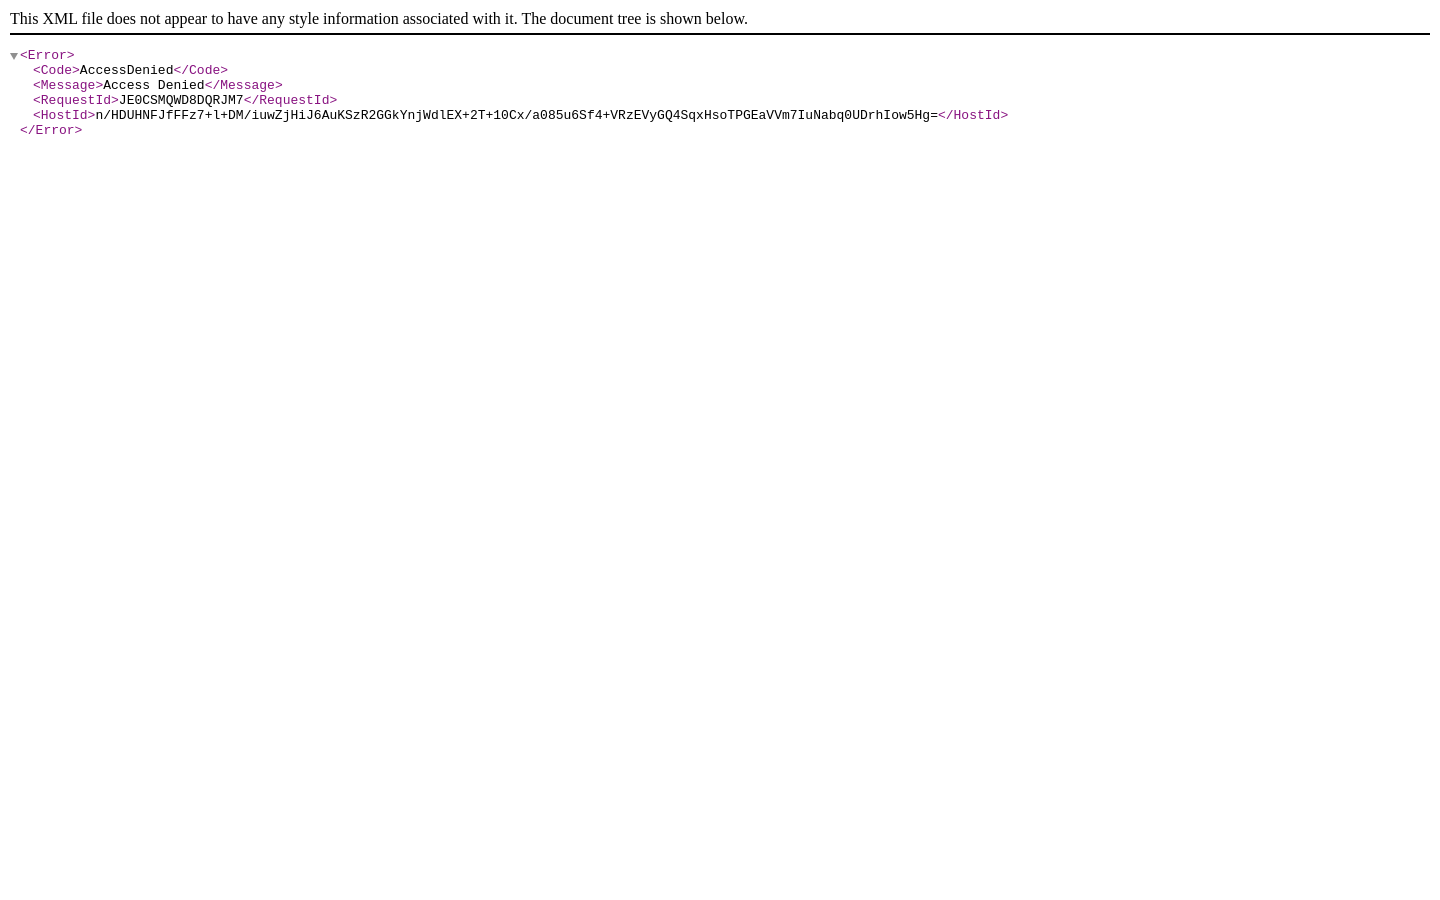 This XML file does not appear to have any style information associated with it. The document tree is shown below.
<Error>
<Code>AccessDenied</Code>
<Message>Access Denied</Message>
<RequestId>JE0CSMQWD8DQRJM7</RequestId>
<HostId>n/HDUHNFJfFFz7+l+DM/iuwZjHiJ6AuKSzR2GGkYnjWdlEX+2T+10Cx/a085u6Sf4+VRzEVyGQ4SqxHsoTPGEaVVm7IuNabq0UDrhIow5Hg=</HostId>
</Error>